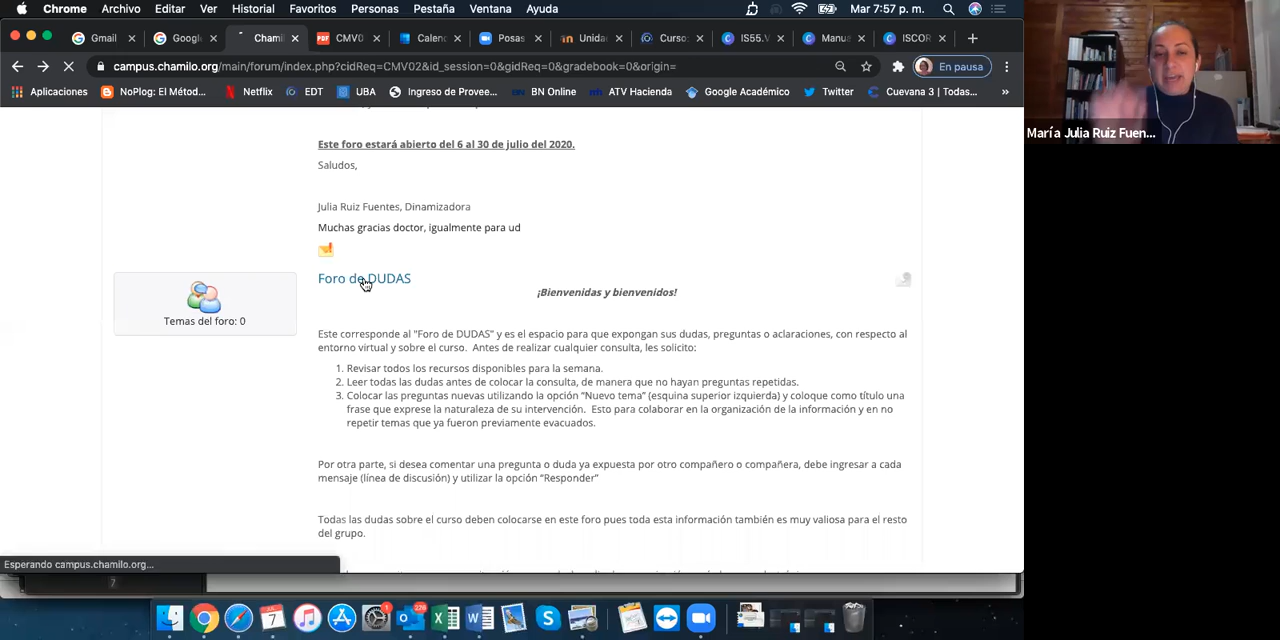 Chrome Archivo Editar Ver Historial Favoritos Personas Pestaña Ventana Ayuda Mar 7:57 p. m.
Gmail Google Chami CMV0 Calend Posas Unida Curso: IS55.V Manua ISCOR
campus.chamilo.org/main/forum/index.php?cidReq=CMV02&id_session=0&gidReq=0&gradebook=0&origin= En pausa
Aplicaciones NoPlog: El Métod... Netflix EDT UBA Ingreso de Provee... BN Online ATV Hacienda Google Académico Twitter Cuevana 3 | Todas... »
María Julia Ruiz Fuen...
Este foro estará abierto del 6 al 30 de julio del 2020.
Saludos,
Julia Ruiz Fuentes, Dinamizadora
Muchas gracias doctor, igualmente para ud
Foro de DUDAS
¡Bienvenidas y bienvenidos!
Temas del foro: 0
Este corresponde al "Foro de DUDAS" y es el espacio para que expongan sus dudas, preguntas o aclaraciones, con respecto al
entorno virtual y sobre el curso. Antes de realizar cualquier consulta, les solicito:
1. Revisar todos los recursos disponibles para la semana.
2. Leer todas las dudas antes de colocar la consulta, de manera que no hayan preguntas repetidas.
3. Colocar las preguntas nuevas utilizando la opción “Nuevo tema” (esquina superior izquierda) y coloque como título una
frase que exprese la naturaleza de su intervención. Esto para colaborar en la organización de la información y en no
repetir temas que ya fueron previamente evacuados.
Por otra parte, si desea comentar una pregunta o duda ya expuesta por otro compañero o compañera, debe ingresar a cada
mensaje (línea de discusión) y utilizar la opción “Responder”
Todas las dudas sobre el curso deben colocarse en este foro pues toda esta información también es muy valiosa para el resto
del grupo.
Esperando campus.chamilo.org...
7